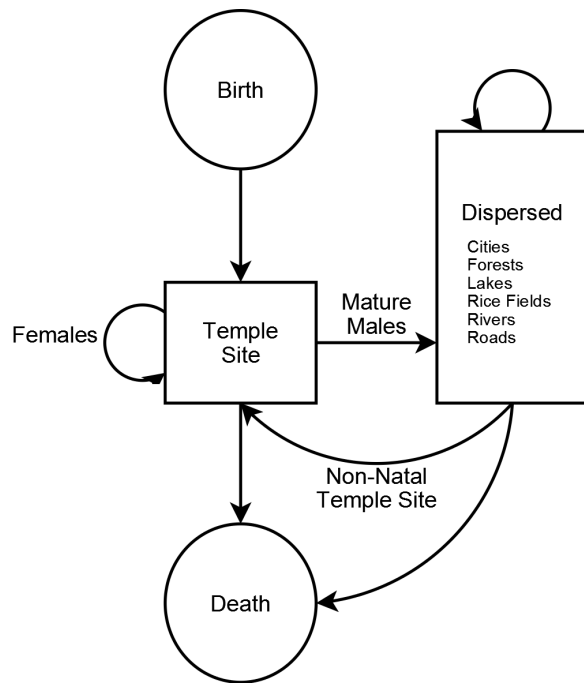 Birth
Dispersed
Cities
Forests
Lakes
Rice Fields
Rivers
Roads
Mature
Males
Females
Temple
Site
Non-Natal
Temple Site
Death